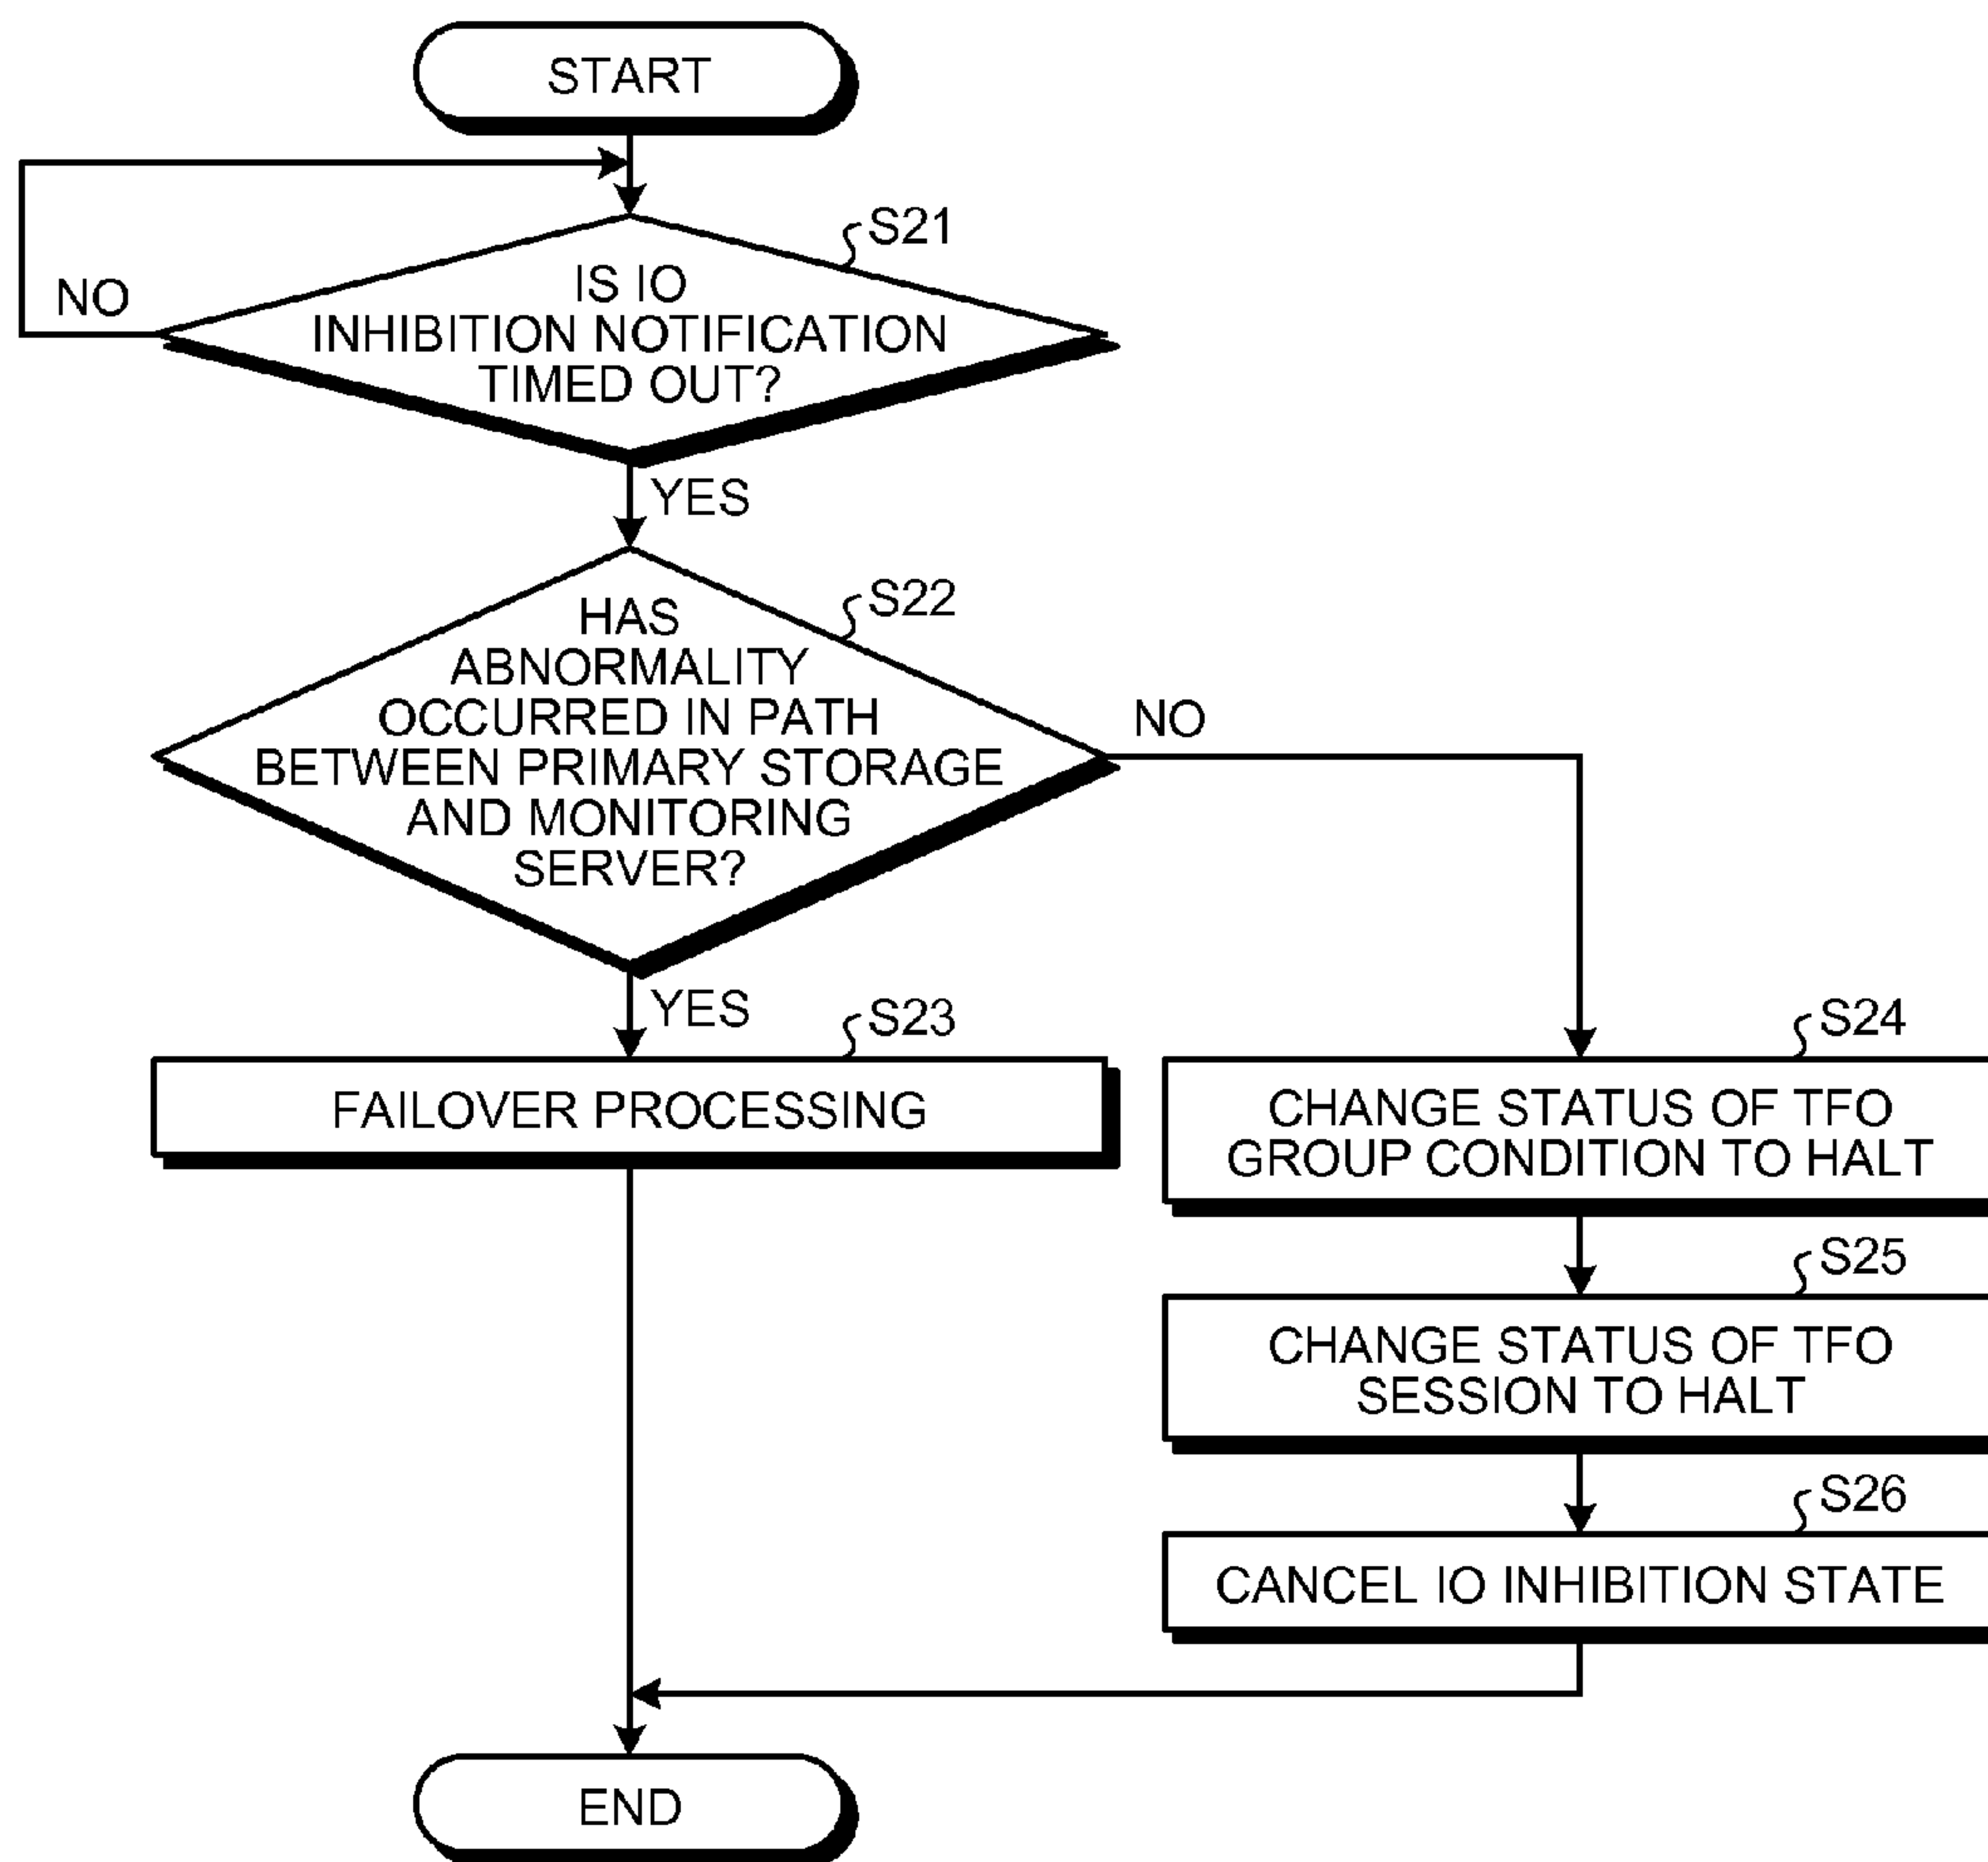 START
S21
NO
IS IO
INHIBITION NOTIFICATION
TIMED OUT?
YES
S22
HAS
ABNORMALITY
OCCURRED IN PATH
BETWEEN PRIMARY STORAGE
AND MONITORING
SERVER?
NO
YES
S23
FAILOVER PROCESSING
S24
CHANGE STATUS OF TFO
GROUP CONDITION TO HALT
S25
CHANGE STATUS OF TFO
SESSION TO HALT
S26
CANCEL IO INHIBITION STATE
END